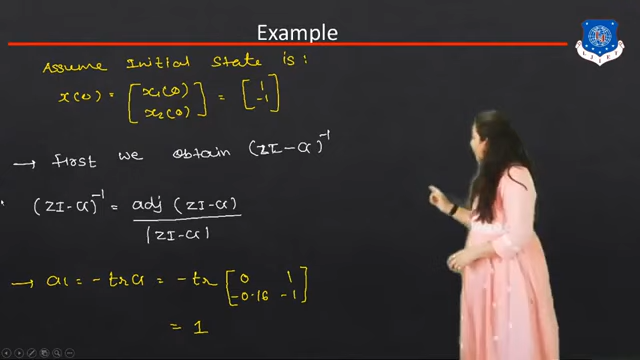 Example
Assume Initial State is:
x(0) = [x1(0) x2(0)] = [1 -1]
→ First we obtain (ZI-G)⁻¹
(ZI-G)⁻¹ = adj (ZI-G) / |ZI-G|
→ a1 = -trG = -tr [0 1 -0.16 -1]
= 1